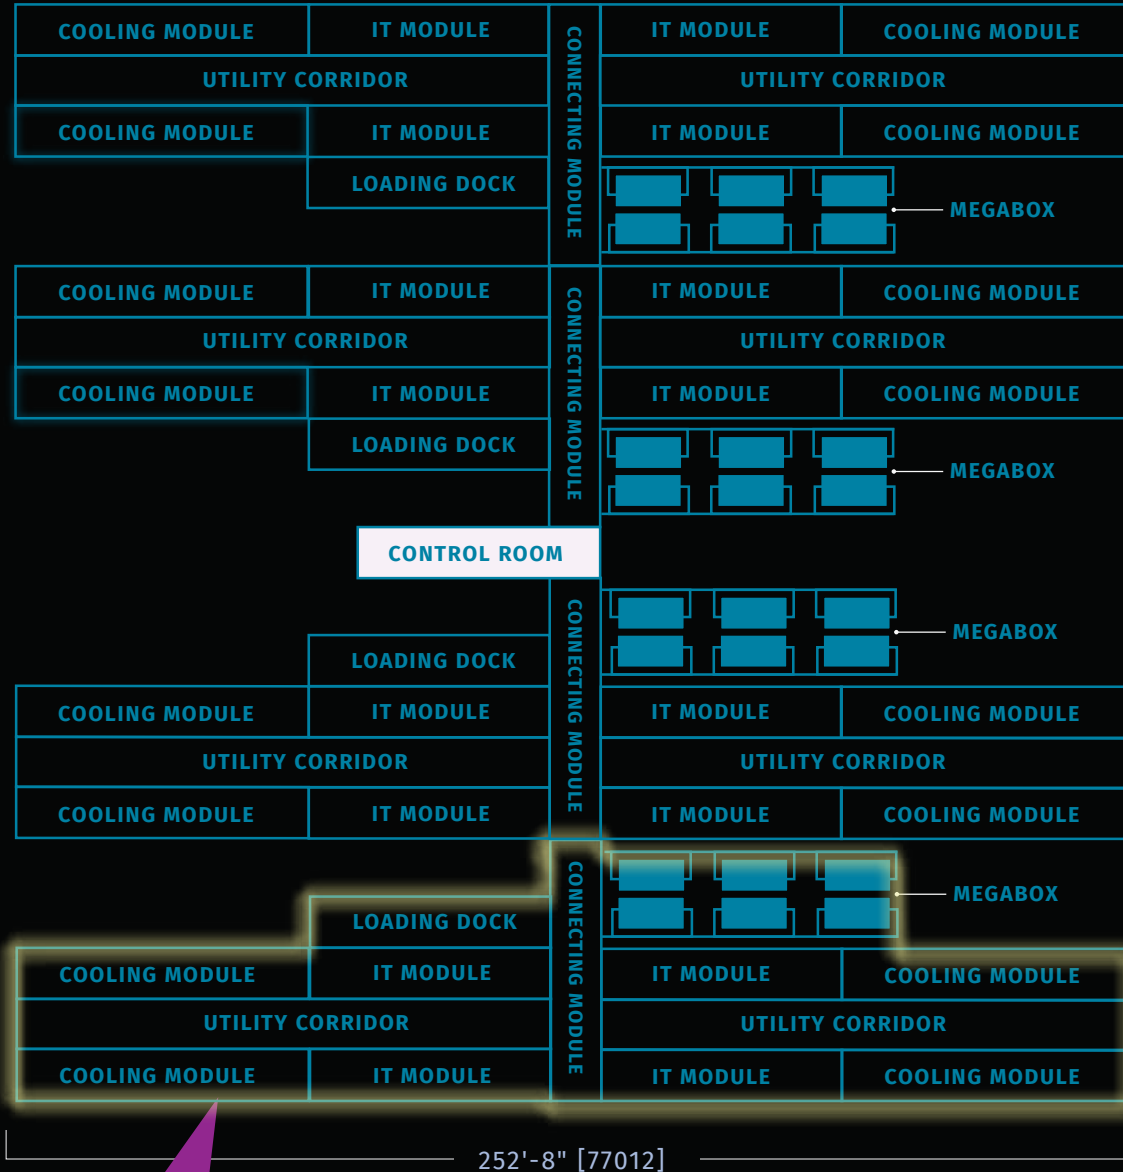 COOLING MODULE
IT MODULE
CONNECTING MODULE
IT MODULE
COOLING MODULE
UTILITY CORRIDOR
UTILITY CORRIDOR
COOLING MODULE
IT MODULE
IT MODULE
COOLING MODULE
LOADING DOCK
MEGABOX
COOLING MODULE
IT MODULE
CONNECTING MODULE
IT MODULE
COOLING MODULE
UTILITY CORRIDOR
UTILITY CORRIDOR
COOLING MODULE
IT MODULE
IT MODULE
COOLING MODULE
LOADING DOCK
MEGABOX
CONTROL ROOM
CONNECTING MODULE
MEGABOX
LOADING DOCK
COOLING MODULE
IT MODULE
IT MODULE
COOLING MODULE
UTILITY CORRIDOR
UTILITY CORRIDOR
COOLING MODULE
IT MODULE
IT MODULE
COOLING MODULE
CONNECTING MODULE
MEGABOX
LOADING DOCK
COOLING MODULE
IT MODULE
IT MODULE
COOLING MODULE
UTILITY CORRIDOR
UTILITY CORRIDOR
COOLING MODULE
IT MODULE
IT MODULE
COOLING MODULE
252'-8" [77012]